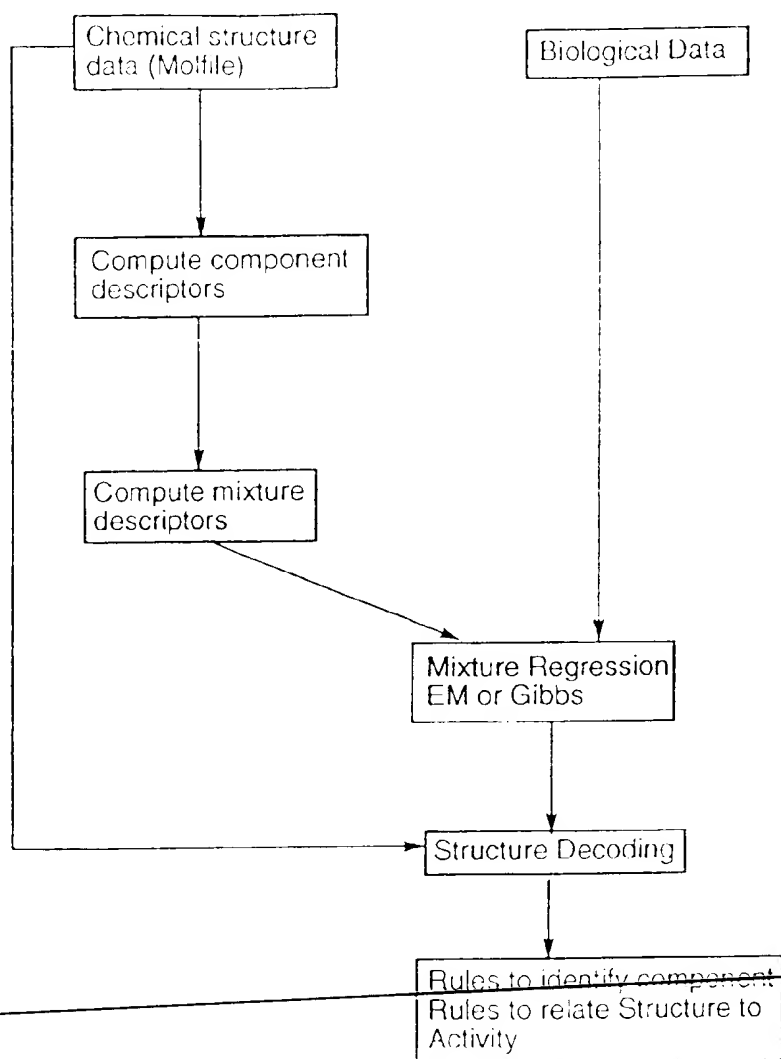 Chemical structure
data (Molfile)
Biological Data
Compute component
descriptors
Compute mixture
descriptors
Mixture Regression
EM or Gibbs
Structure Decoding
Rules to identify component
Rules to relate Structure to
Activity